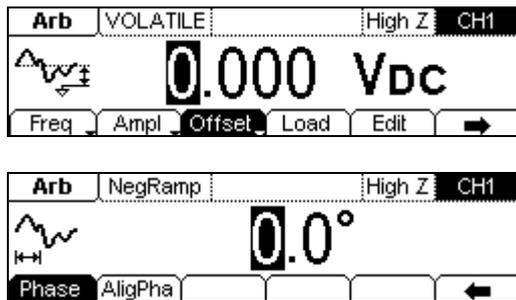 Arb VOLATILE High Z CH1
0.000 VDC
Freq Ampl Offset Load Edit
Arb NegRamp High Z CH1
0.0°
Phase AligPha